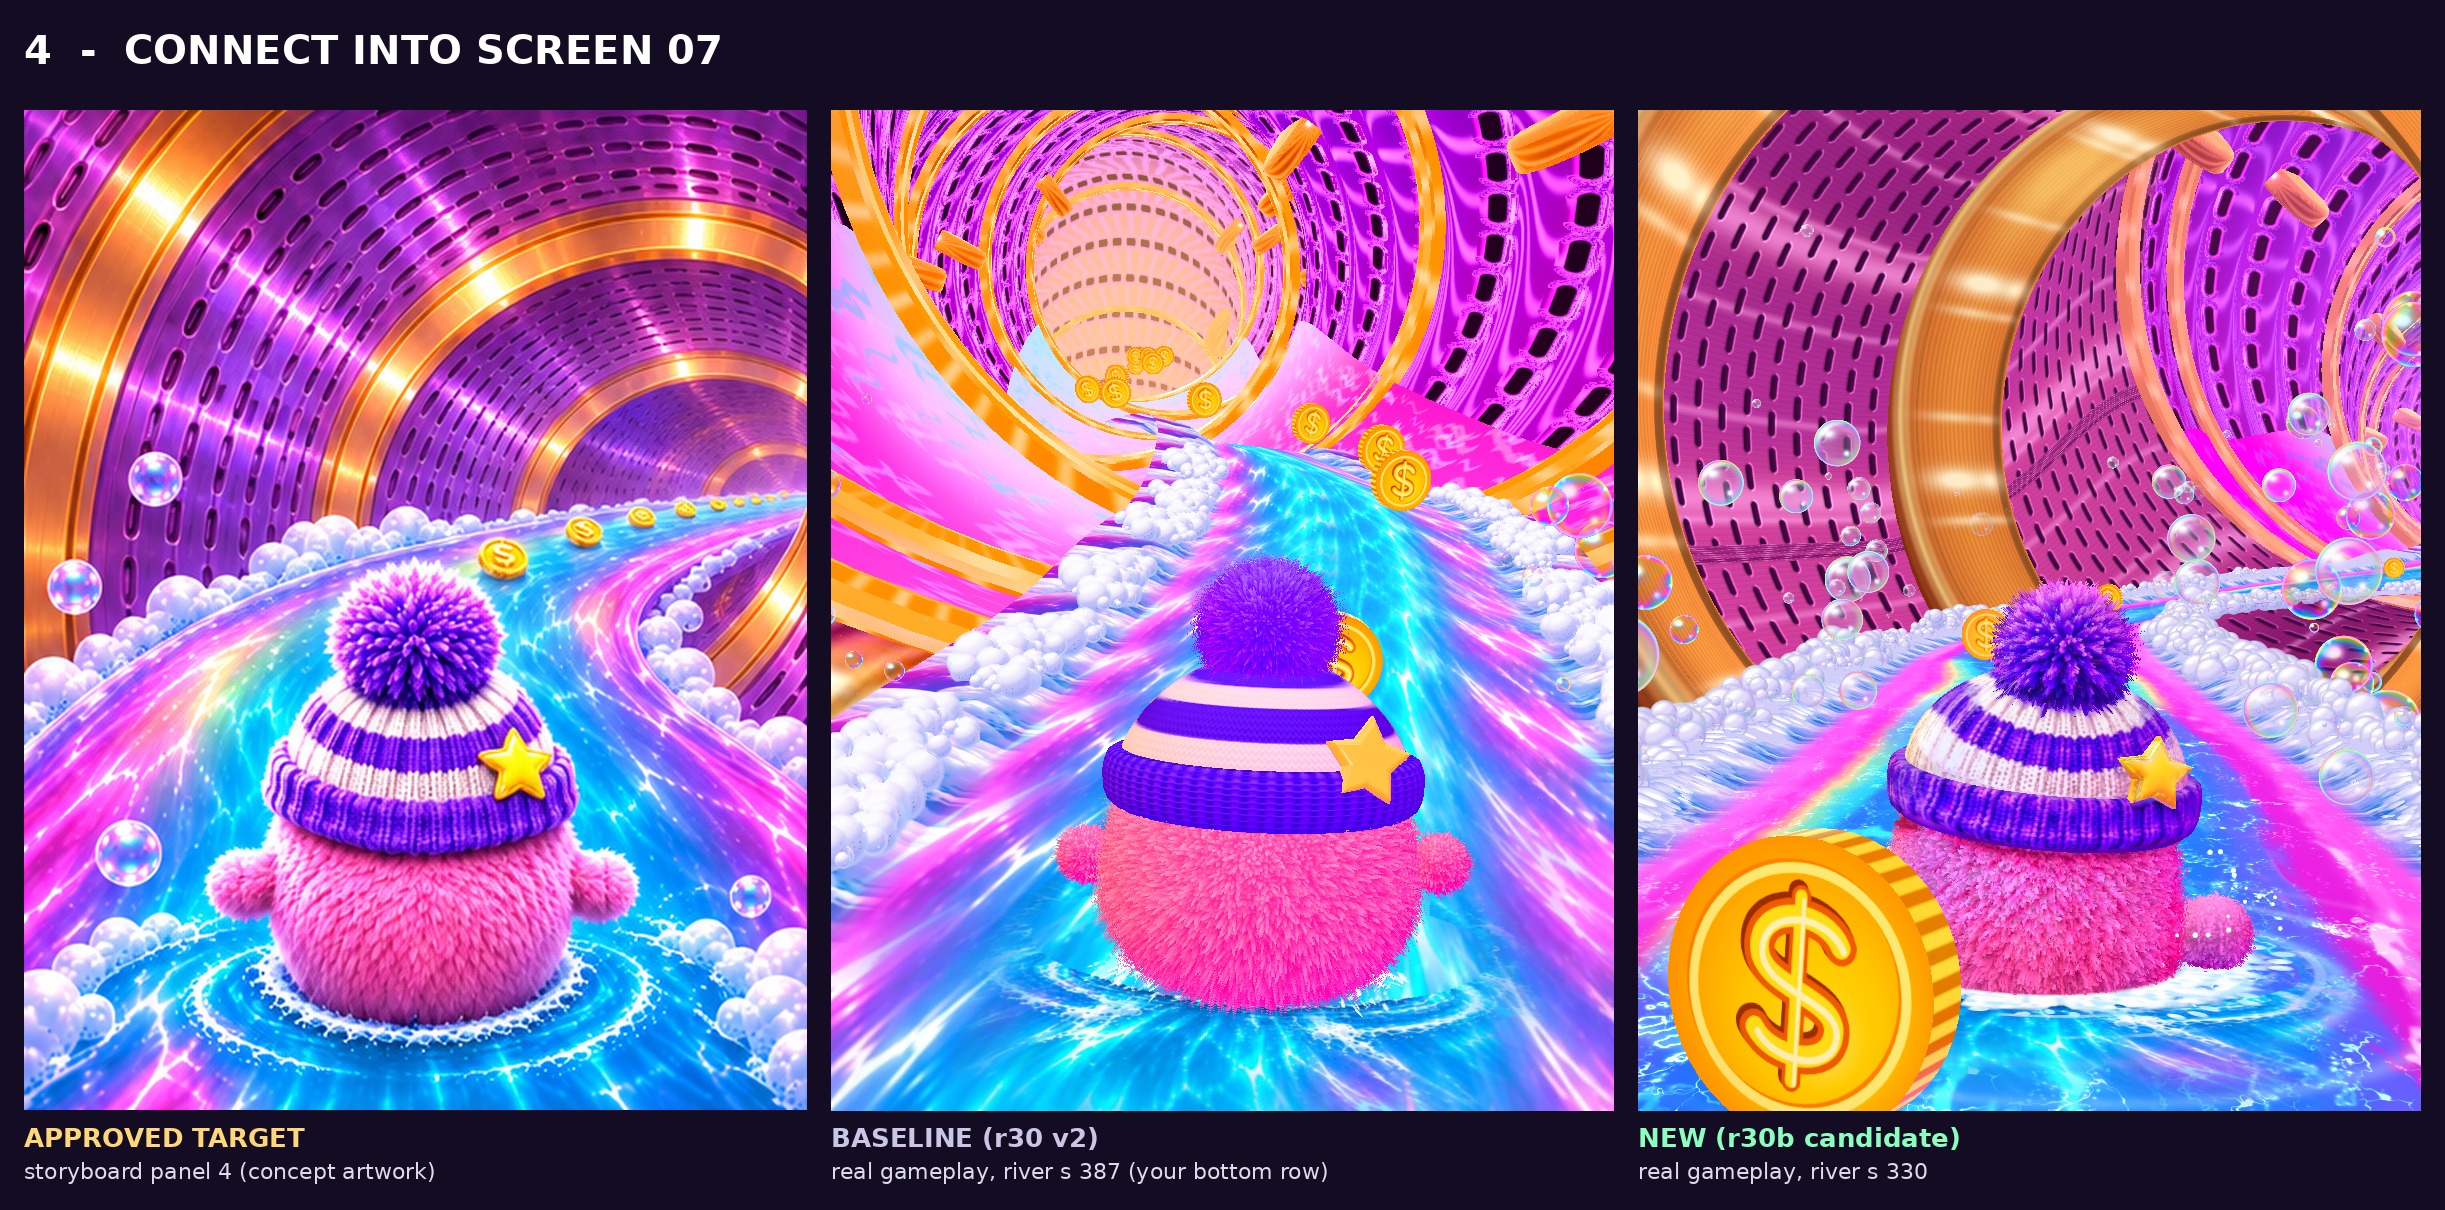 4 - CONNECT INTO SCREEN 07
APPROVED TARGET
storyboard panel 4 (concept artwork)
BASELINE (r30 v2)
real gameplay, river s 387 (your bottom row)
NEW (r30b candidate)
real gameplay, river s 330